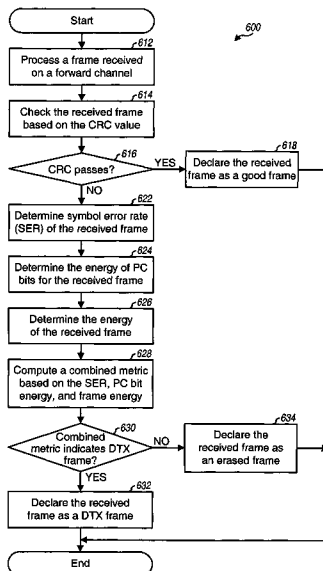 Start
600
612
Process a frame received
on a forward channel
614
Check the received frame
based on the CRC value
616
CRC passes?
YES
618
Declare the received
frame as a good frame
NO
622
Determine symbol error rate
(SER) of the received frame
624
Determine the energy of PC
bits for the received frame
626
Determine the energy
of the received frame
628
Compute a combined metric
based on the SER, PC bit
energy, and frame energy
630
Combined
metric indicates DTX
frame?
NO
634
Declare the
received frame as
an erased frame
YES
632
Declare the received
frame as a DTX frame
End